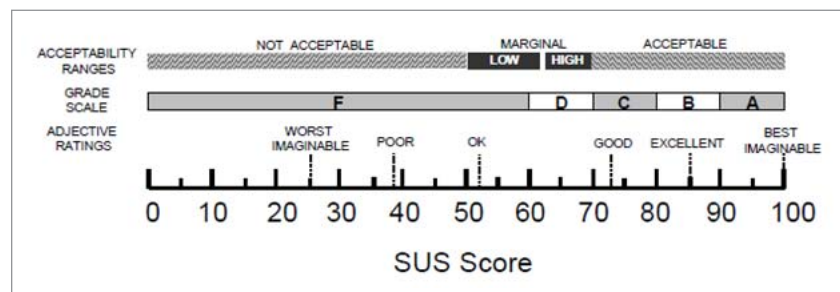 NOT ACCEPTABLE MARGINAL ACCEPTABLE
ACCEPTABILITY RANGES LOW HIGH
GRADE SCALE F D C B A
ADJECTIVE RATINGS WORST IMAGINABLE POOR OK GOOD EXCELLENT BEST IMAGINABLE
0 10 20 30 40 50 60 70 80 90 100
SUS Score